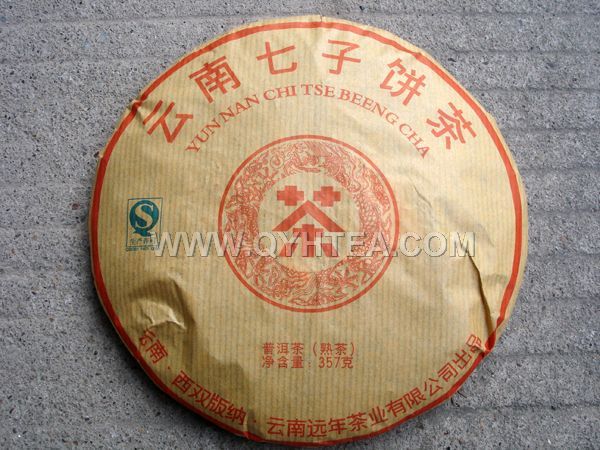 云南七子饼茶
YUN NAN CHI TSE BEENG CHA
茶
WWW.QYHTEA.COM
普洱茶（熟茶）
净含量：357克
云南·西双版纳·云南远年茶业有限公司出品